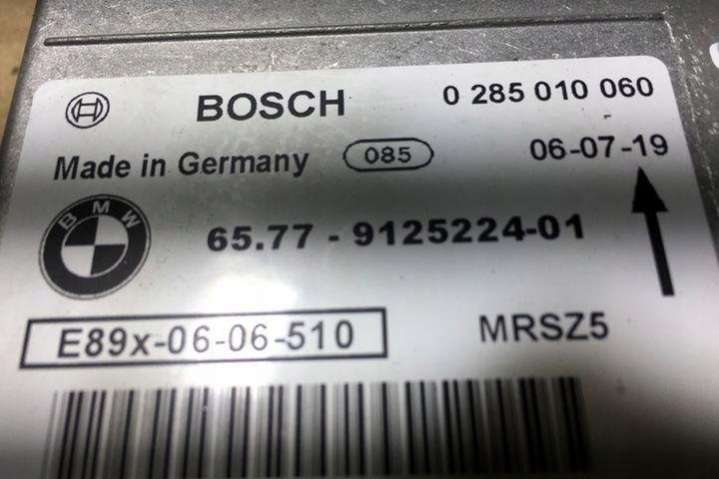 BOSCH 0 285 010 060
Made in Germany 085 06-07-19
BMW
65.77 - 9125224-01
E89x-06-06-510 MRSZ5